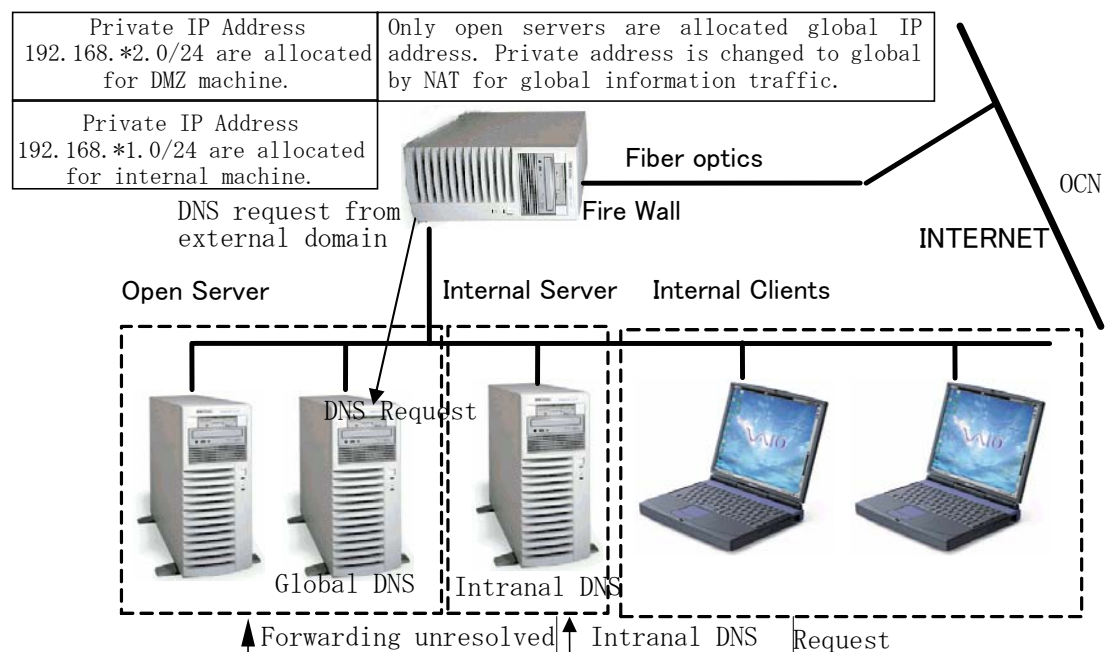 Private IP Address
192.168.*2.0/24 are allocated
for DMZ machine.
Only open servers are allocated global IP
address. Private address is changed to global
by NAT for global information traffic.
Private IP Address
192.168.*1.0/24 are allocated
for internal machine.
Fiber optics
OCN
DNS request from
external domain
Fire Wall
INTERNET
Open Server
Internal Server
Internal Clients
DNS Request
VAIO
VAIO
Global DNS
Intranal DNS
Forwarding unresolved
Intranal DNS
Request